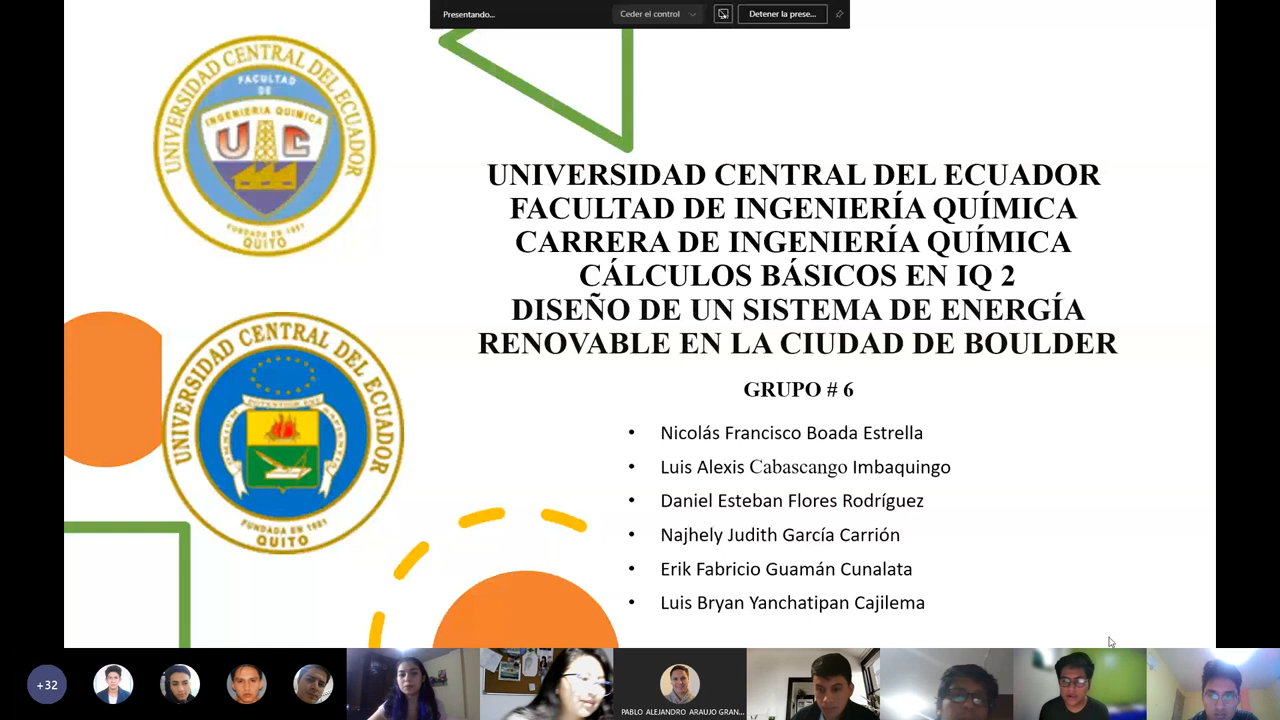 Presentando...
Ceder el control
Detener la prese...
UNIVERSIDAD CENTRAL DEL ECUADOR
FACULTAD
DE
INGENIERIA QUIMICA
U C
FUNDADA EN 1951
QUITO
UNIVERSIDAD CENTRAL DEL ECUADOR
FACULTAD DE INGENIERÍA QUÍMICA
CARRERA DE INGENIERÍA QUÍMICA
CÁLCULOS BÁSICOS EN IQ 2
DISEÑO DE UN SISTEMA DE ENERGÍA
RENOVABLE EN LA CIUDAD DE BOULDER
GRUPO # 6
• Nicolás Francisco Boada Estrella
• Luis Alexis Cabascango Imbaquingo
• Daniel Esteban Flores Rodríguez
• Najhely Judith García Carrión
• Erik Fabricio Guamán Cunalata
• Luis Bryan Yanchatipan Cajilema
UNIVERSIDAD CENTRAL DEL ECUADOR
QUITO
+32
PABLO ALEJANDRO ARAUJO GRAN...